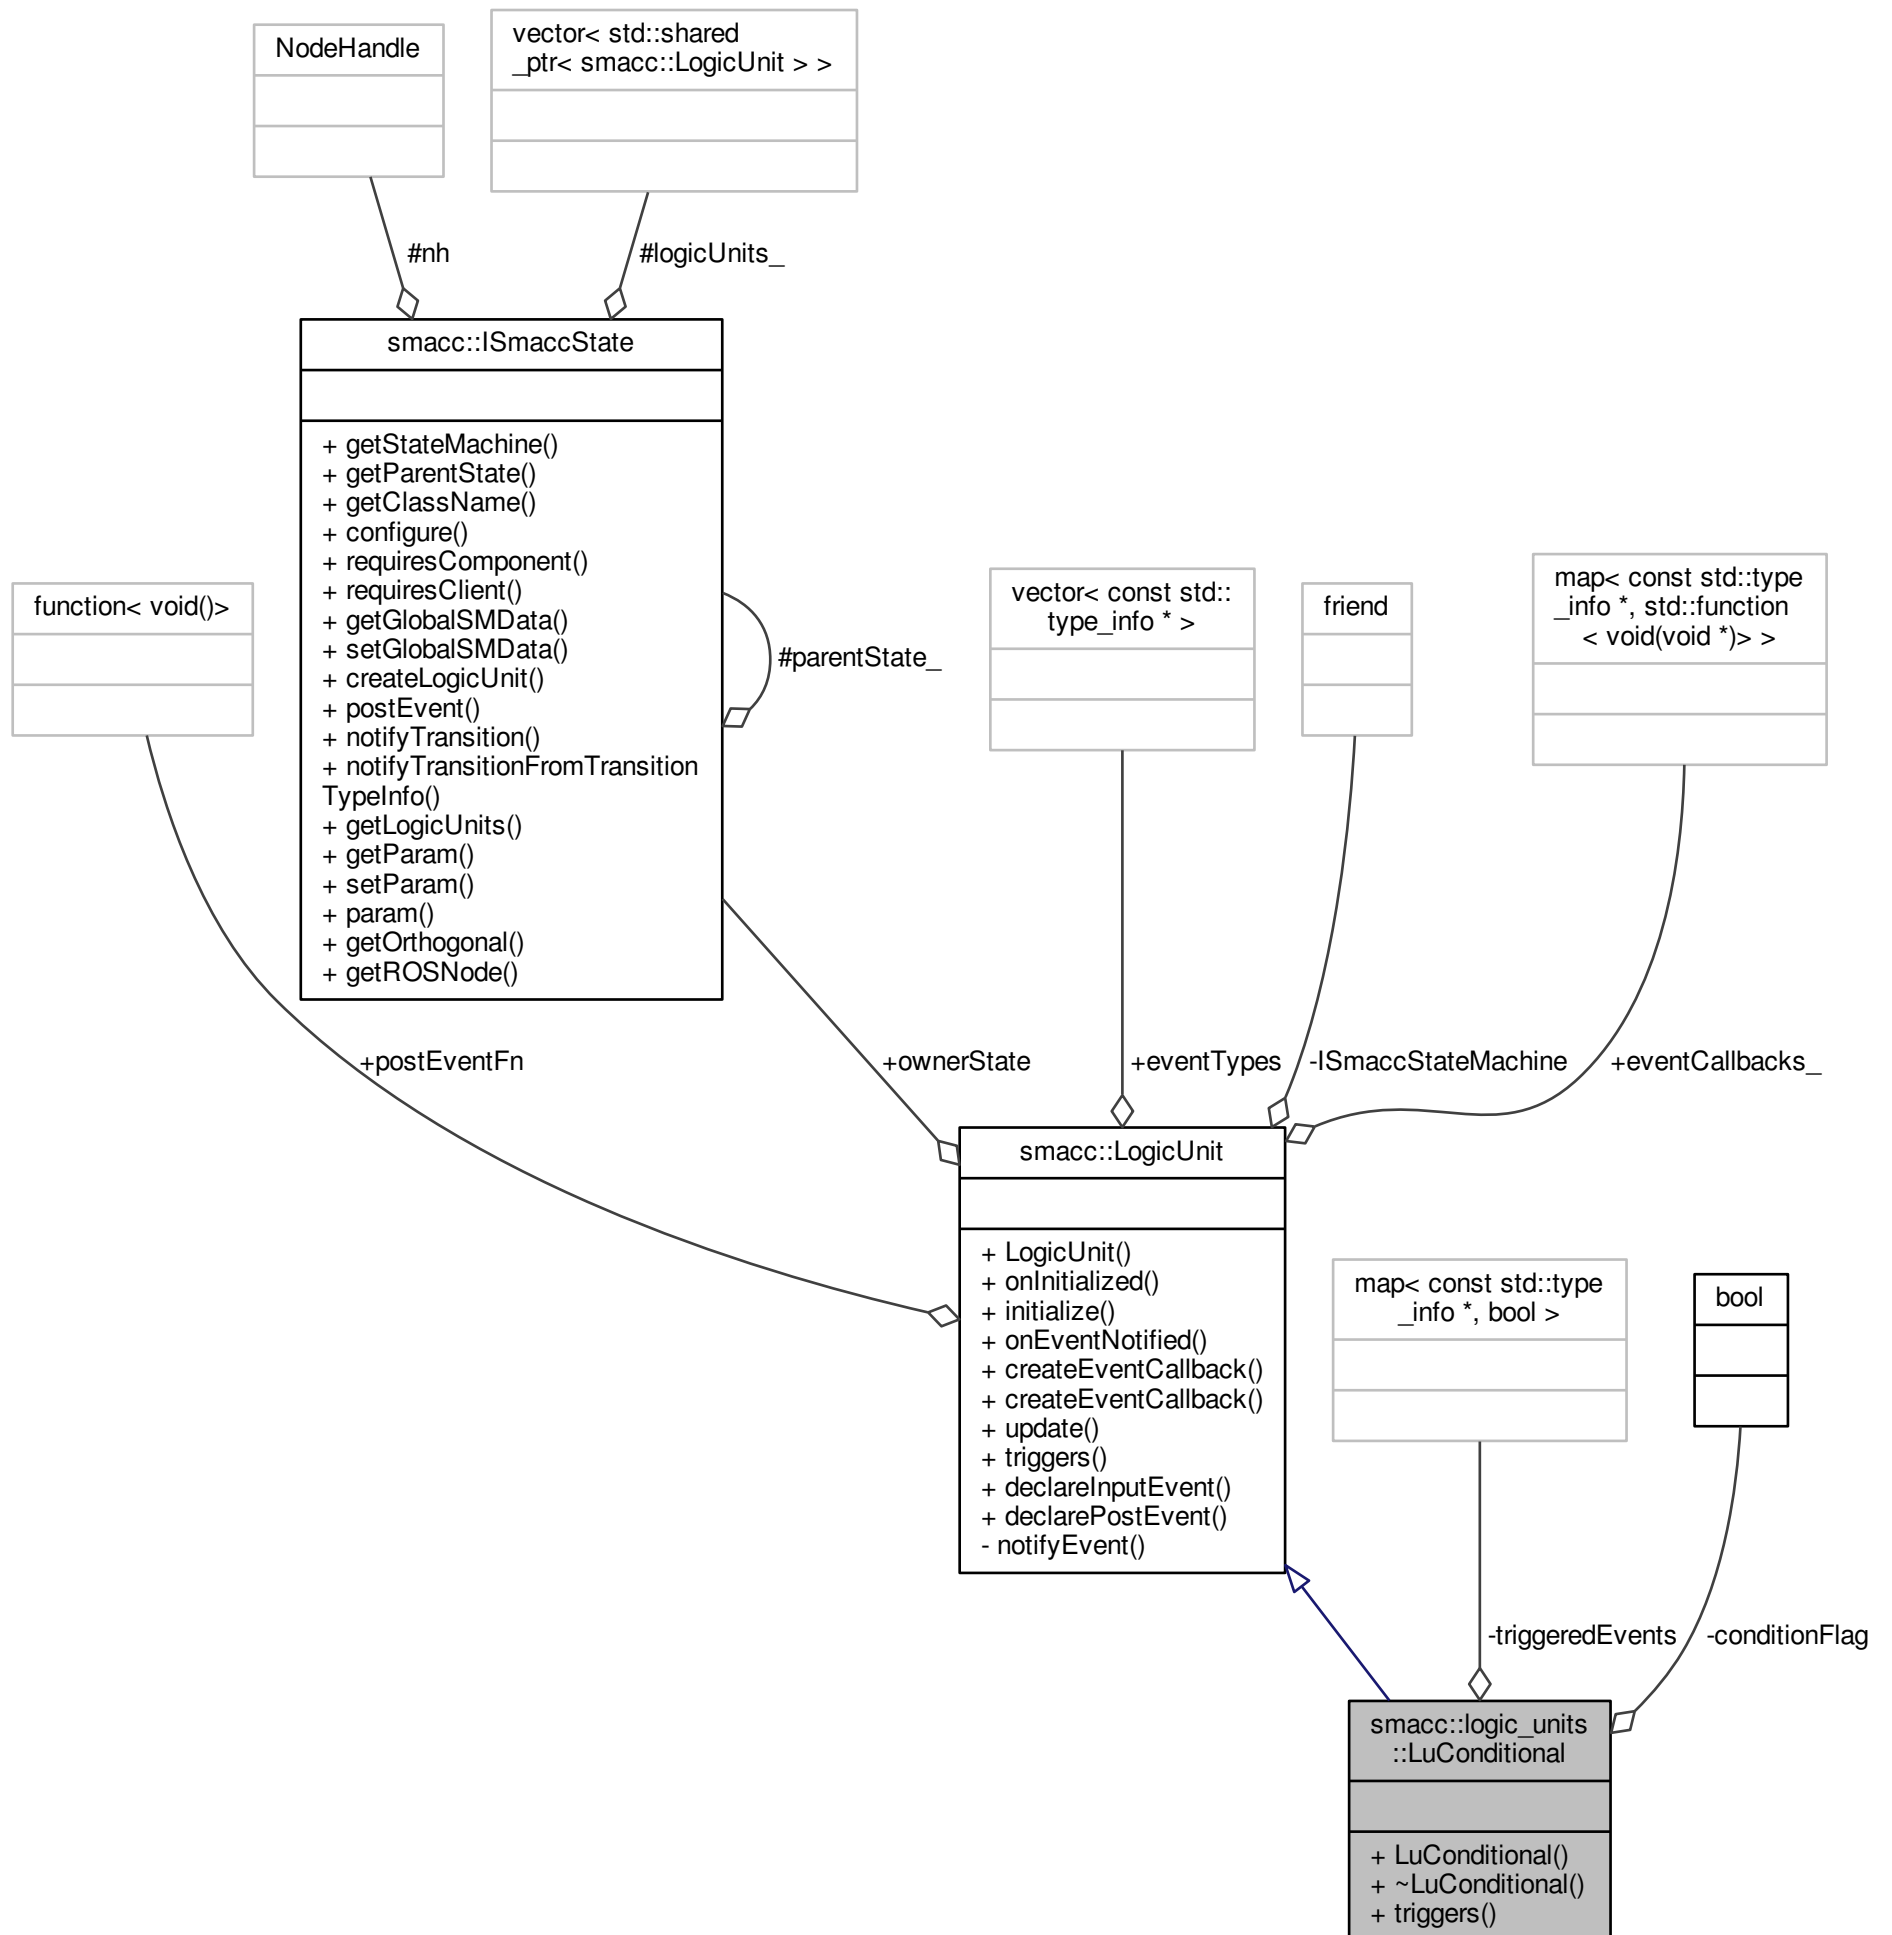 NodeHandle
vector< std::shared
_ptr< smacc::LogicUnit > >
#nh
#logicUnits_
smacc::ISmaccState
+ getStateMachine()
+ getParentState()
+ getClassName()
+ configure()
+ requiresComponent()
+ requiresClient()
+ getGlobalSMData()
+ setGlobalSMData()
+ createLogicUnit()
+ postEvent()
+ notifyTransition()
+ notifyTransitionFromTransition
TypeInfo()
+ getLogicUnits()
+ getParam()
+ setParam()
+ param()
+ getOrthogonal()
+ getROSNode()
#parentState_
function< void()>
vector< const std::
type_info * >
friend
map< const std::type
_info *, std::function
< void(void *)> >
+postEventFn
+ownerState
+eventTypes
-ISmaccStateMachine
+eventCallbacks_
smacc::LogicUnit
+ LogicUnit()
+ onInitialized()
+ initialize()
+ onEventNotified()
+ createEventCallback()
+ createEventCallback()
+ update()
+ triggers()
+ declareInputEvent()
+ declarePostEvent()
- notifyEvent()
map< const std::type
_info *, bool >
bool
-triggeredEvents
-conditionFlag
smacc::logic_units
::LuConditional
+ LuConditional()
+ ~LuConditional()
+ triggers()